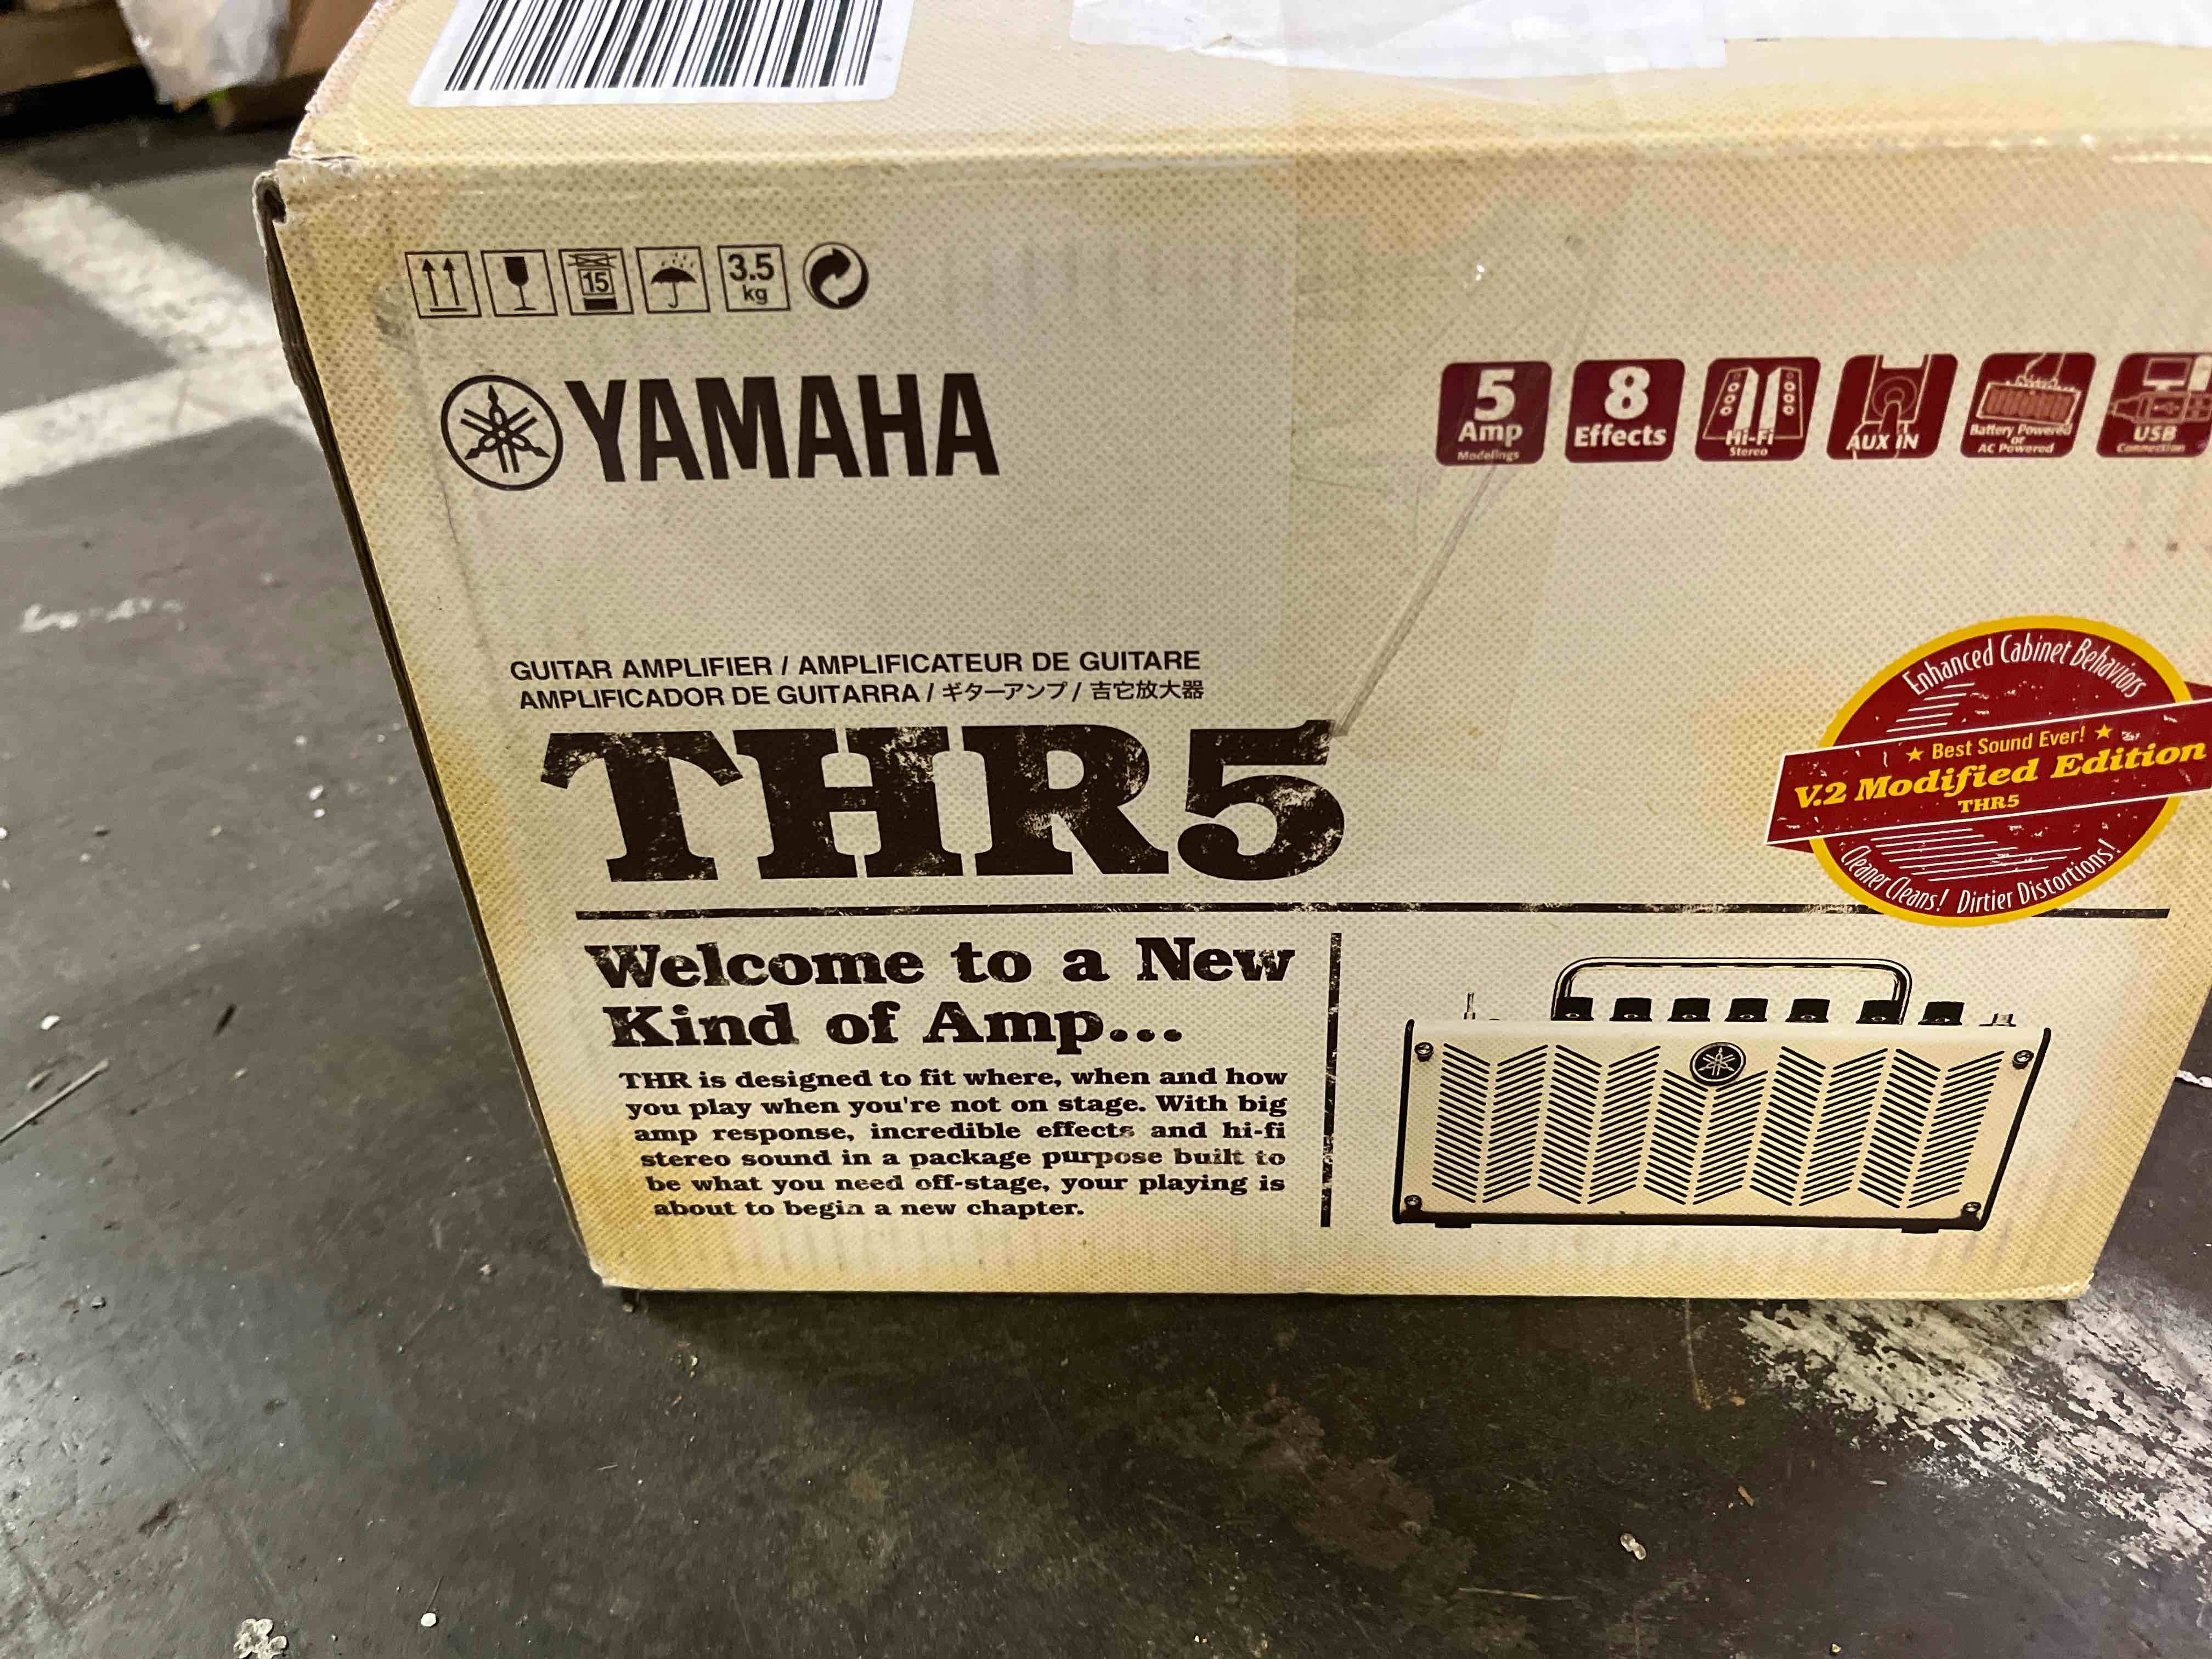 15
3.5
kg
YAMAHA
5
Amp
Modelings
8
Effects
Hi-Fi
Stereo
AUX IN
Battery Powered
or
AC Powered
USB
Connection
GUITAR AMPLIFIER / AMPLIFICATEUR DE GUITARE
AMPLIFICADOR DE GUITARRA / ギターアンプ / 吉它放大器
THR5
Enhanced Cabinet Behaviors
★ Best Sound Ever! ★
V.2 Modified Edition
THR5
Cleaner Cleans! Dirtier Distortions!
Welcome to a New
Kind of Amp...
THR is designed to fit where, when and how
you play when you're not on stage. With big
amp response, incredible effects and hi-fi
stereo sound in a package purpose built to
be what you need off-stage, your playing is
about to begin a new chapter.